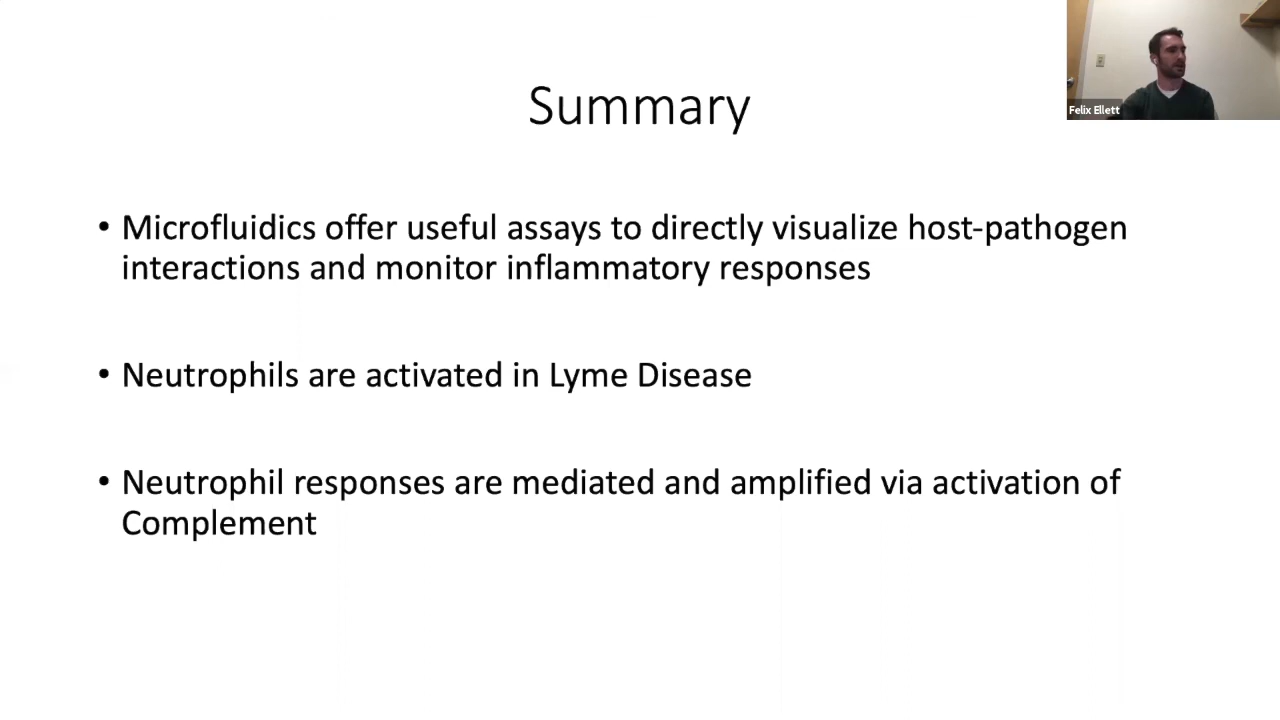 Felix Ellett
Summary
• Microfluidics offer useful assays to directly visualize host-pathogen
interactions and monitor inflammatory responses
• Neutrophils are activated in Lyme Disease
• Neutrophil responses are mediated and amplified via activation of
Complement